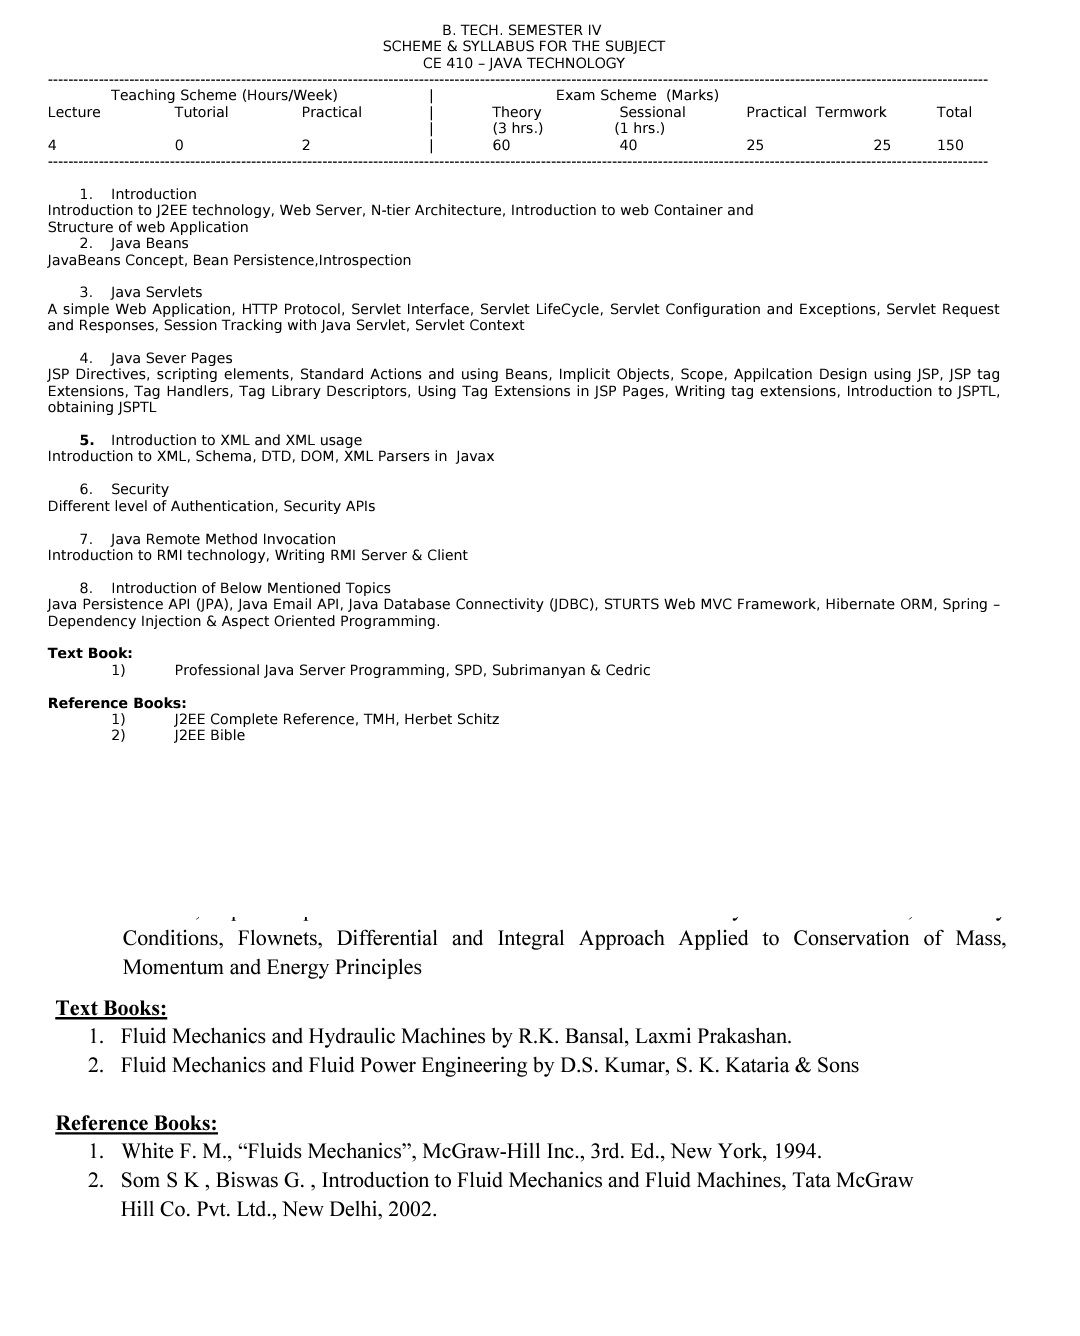 B. TECH. SEMESTER IV
SCHEME & SYLLABUS FOR THE SUBJECT
CE 410 – JAVA TECHNOLOGY
--------------------------------------------------------------------------------
Teaching Scheme (Hours/Week) | Exam Scheme (Marks)
Lecture Tutorial Practical | Theory Sessional Practical Termwork Total
| (3 hrs.) (1 hrs.)
4 0 2 | 60 40 25 25 150
--------------------------------------------------------------------------------
1. Introduction
Introduction to J2EE technology, Web Server, N-tier Architecture, Introduction to web Container and
Structure of web Application
2. Java Beans
JavaBeans Concept, Bean Persistence,Introspection
3. Java Servlets
A simple Web Application, HTTP Protocol, Servlet Interface, Servlet LifeCycle, Servlet Configuration and Exceptions, Servlet Request
and Responses, Session Tracking with Java Servlet, Servlet Context
4. Java Sever Pages
JSP Directives, scripting elements, Standard Actions and using Beans, Implicit Objects, Scope, Appilcation Design using JSP, JSP tag
Extensions, Tag Handlers, Tag Library Descriptors, Using Tag Extensions in JSP Pages, Writing tag extensions, Introduction to JSPTL,
obtaining JSPTL
5. Introduction to XML and XML usage
Introduction to XML, Schema, DTD, DOM, XML Parsers in Javax
6. Security
Different level of Authentication, Security APIs
7. Java Remote Method Invocation
Introduction to RMI technology, Writing RMI Server & Client
8. Introduction of Below Mentioned Topics
Java Persistence API (JPA), Java Email API, Java Database Connectivity (JDBC), STURTS Web MVC Framework, Hibernate ORM, Spring –
Dependency Injection & Aspect Oriented Programming.
Text Book:
1) Professional Java Server Programming, SPD, Subrimanyan & Cedric
Reference Books:
1) J2EE Complete Reference, TMH, Herbet Schitz
2) J2EE Bible
Conditions, Flownets, Differential and Integral Approach Applied to Conservation of Mass,
Momentum and Energy Principles
Text Books:
1. Fluid Mechanics and Hydraulic Machines by R.K. Bansal, Laxmi Prakashan.
2. Fluid Mechanics and Fluid Power Engineering by D.S. Kumar, S. K. Kataria & Sons
Reference Books:
1. White F. M., “Fluids Mechanics”, McGraw-Hill Inc., 3rd. Ed., New York, 1994.
2. Som S K , Biswas G. , Introduction to Fluid Mechanics and Fluid Machines, Tata McGraw
Hill Co. Pvt. Ltd., New Delhi, 2002.